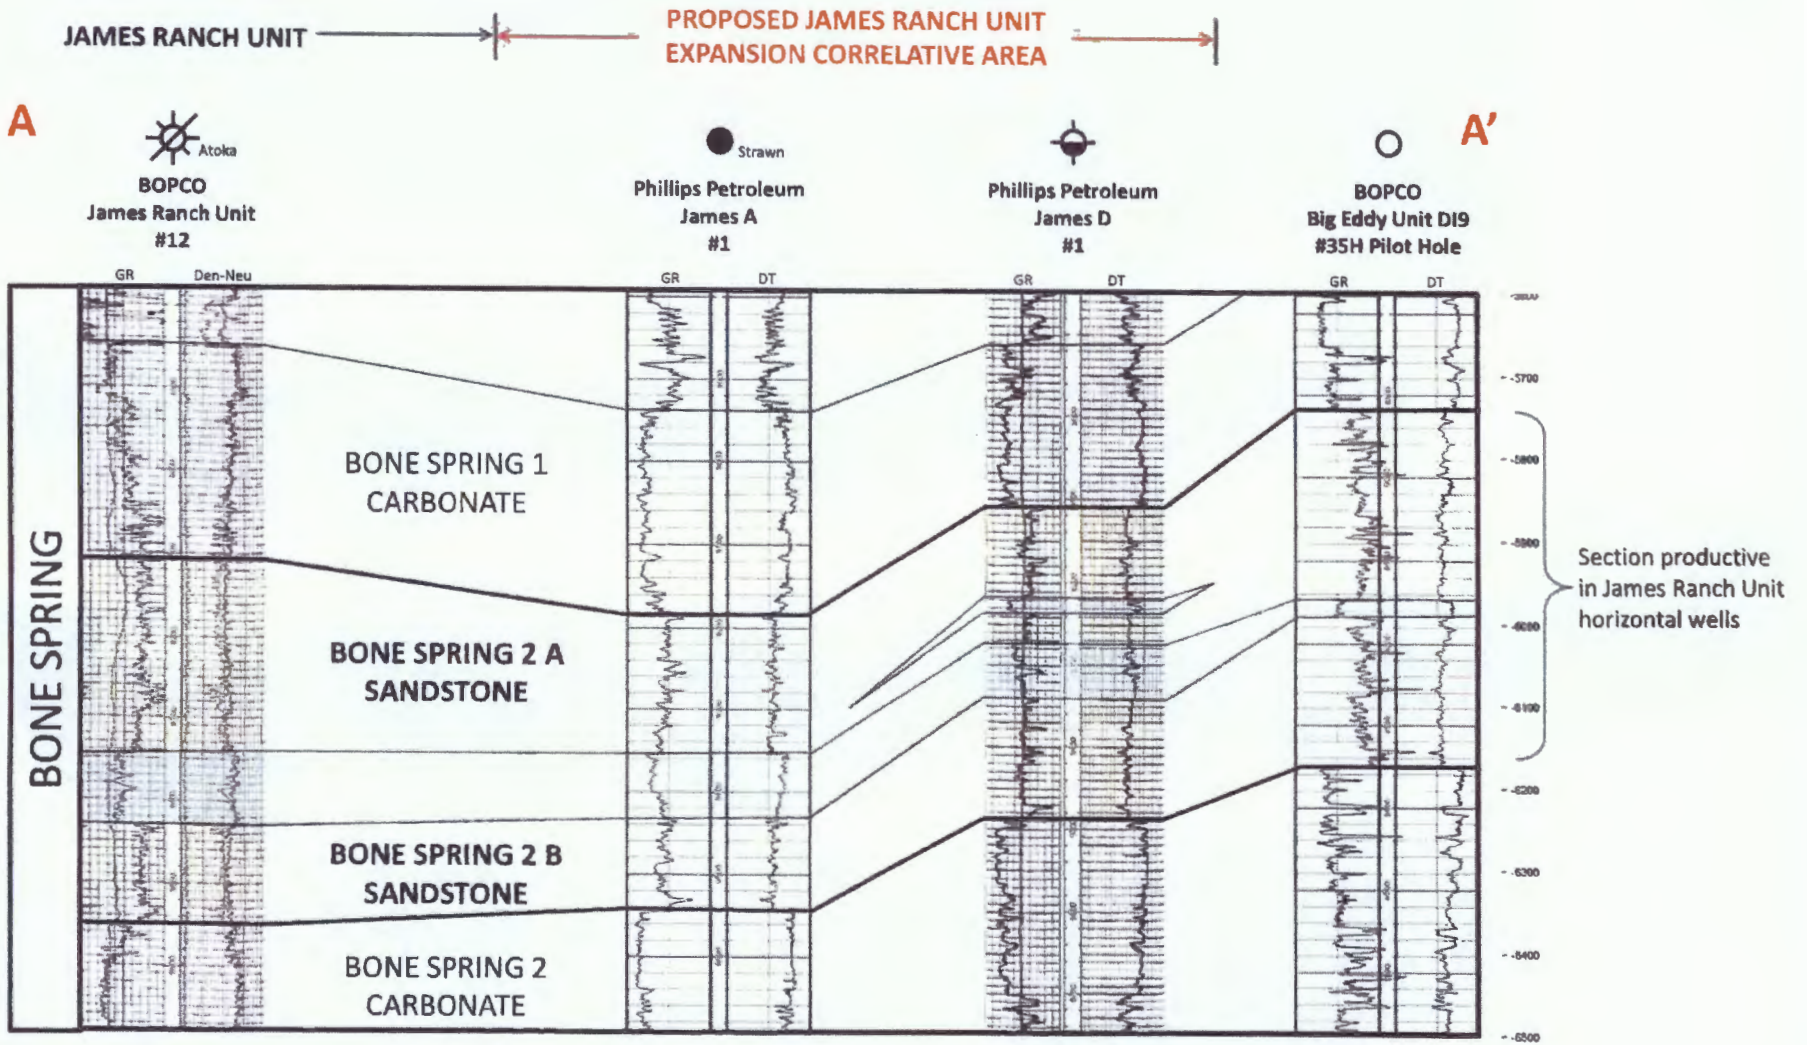 JAMES RANCH UNIT
PROPOSED JAMES RANCH UNIT
EXPANSION CORRELATIVE AREA
A
A'
Atoka
BOPCO
James Ranch Unit
#12
Strawn
Phillips Petroleum
James A
#1
Phillips Petroleum
James D
#1
BOPCO
Big Eddy Unit DI9
#35H Pilot Hole
GR
Den-Neu
GR
DT
GR
DT
GR
DT
BONE SPRING
BONE SPRING 1
CARBONATE
BONE SPRING 2 A
SANDSTONE
BONE SPRING 2 B
SANDSTONE
BONE SPRING 2
CARBONATE
-5700
-5800
-5900
-6000
-6100
-6200
-6300
-6400
-6500
Section productive
in James Ranch Unit
horizontal wells